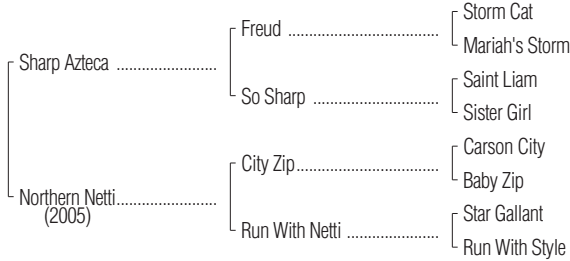 Storm Cat
Freud ..............................
Mariah's Storm
Sharp Azteca ....................
Saint Liam
So Sharp .........................
Sister Girl
Carson City
City Zip............................
Baby Zip
Northern Netti....................
(2005)
Star Gallant
Run With Netti ..................
Run With Style